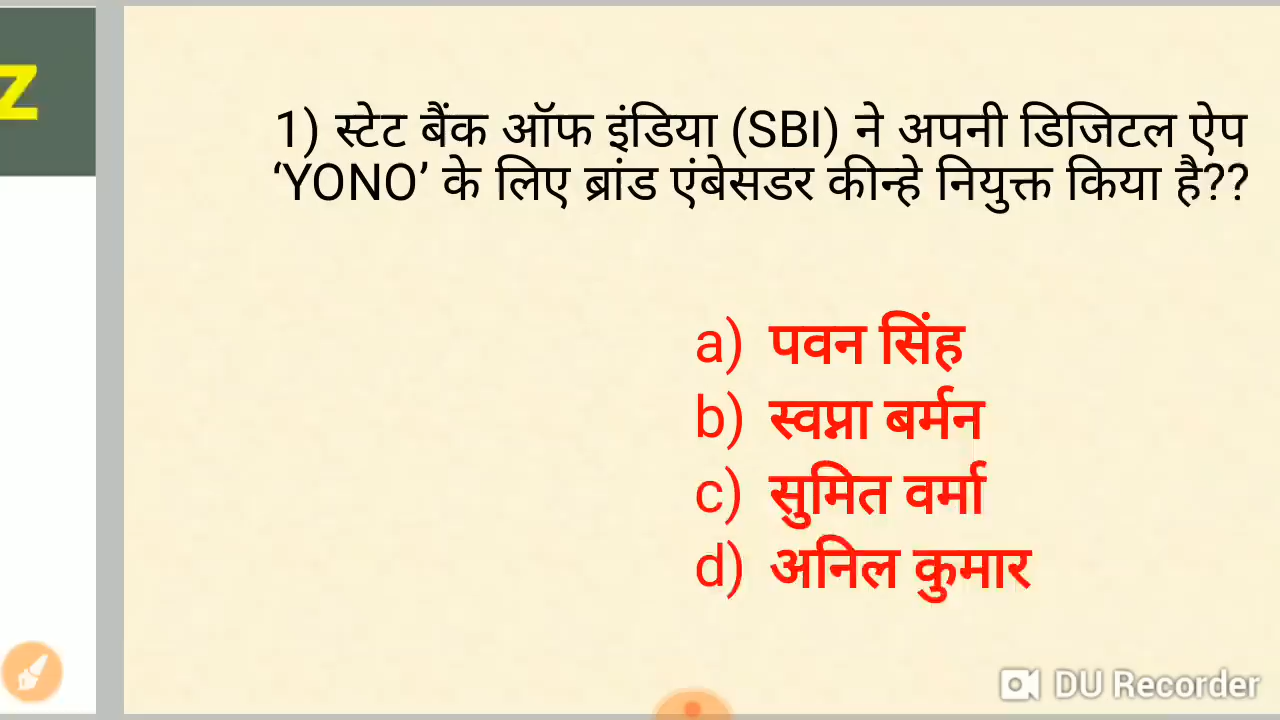 Z
1) स्टेट बैंक ऑफ इंडिया (SBI) ने अपनी डिजिटल ऐप
‘YONO’ के लिए ब्रांड एंबेसडर कीन्हे नियुक्त किया है??
a) पवन सिंह
b) स्वप्ना बर्मन
c) सुमित वर्मा
d) अनिल कुमार
DU Recorder